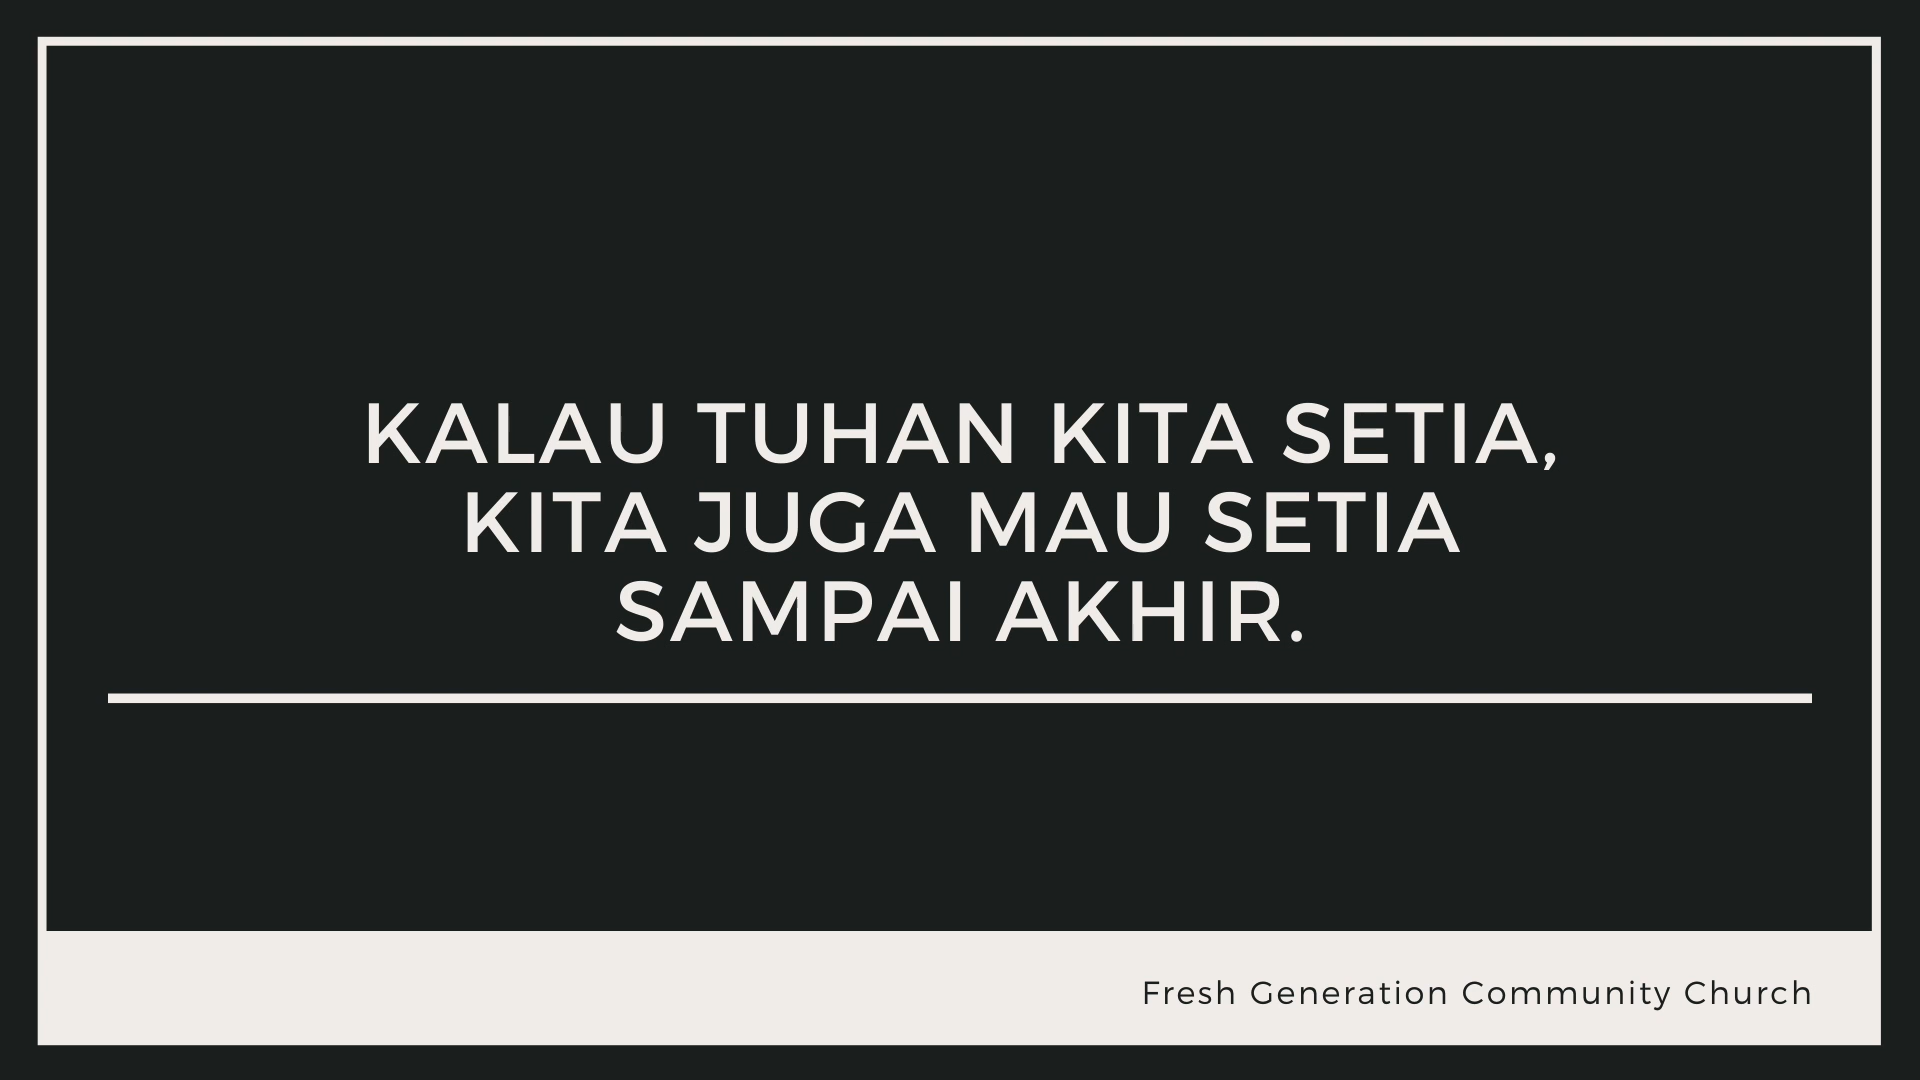 KALAU TUHAN KITA SETIA,
KITA JUGA MAU SETIA
SAMPAI AKHIR.
Fresh Generation Community Church